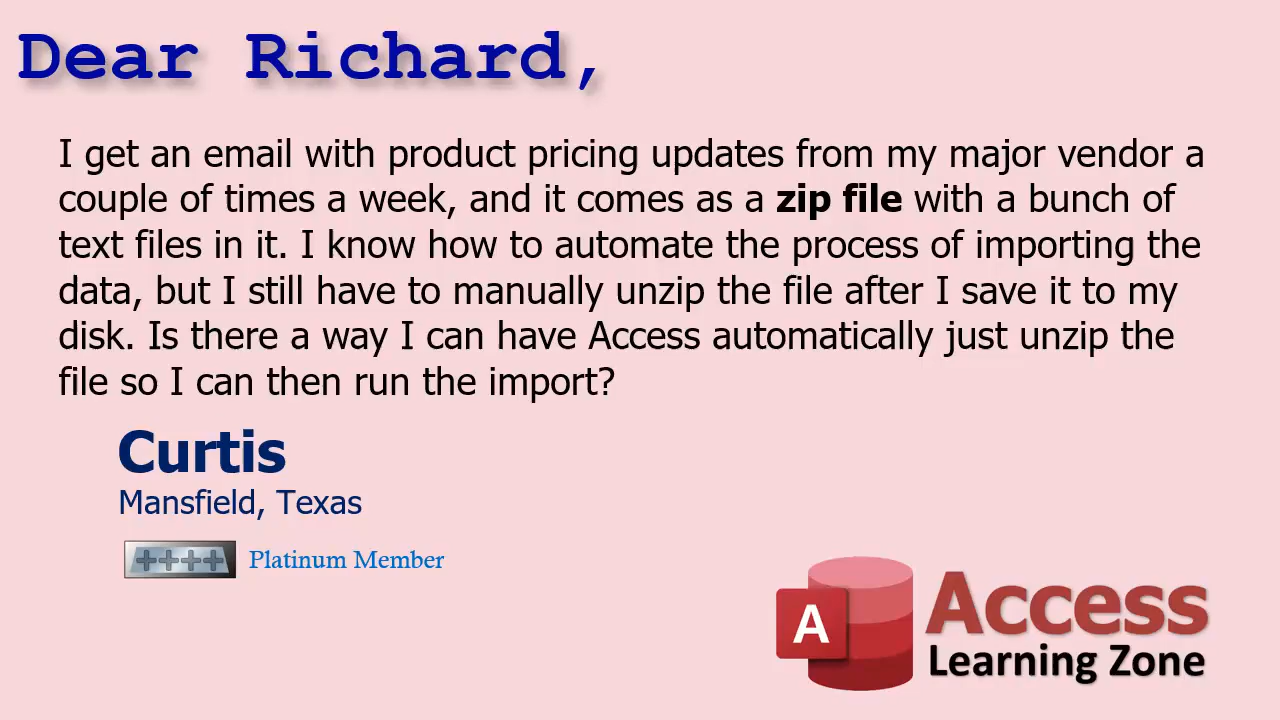 Dear Richard,
I get an email with product pricing updates from my major vendor a
couple of times a week, and it comes as a zip file with a bunch of
text files in it. I know how to automate the process of importing the
data, but I still have to manually unzip the file after I save it to my
disk. Is there a way I can have Access automatically just unzip the
file so I can then run the import?
Curtis
Mansfield, Texas
++++ Platinum Member
A Access
Learning Zone